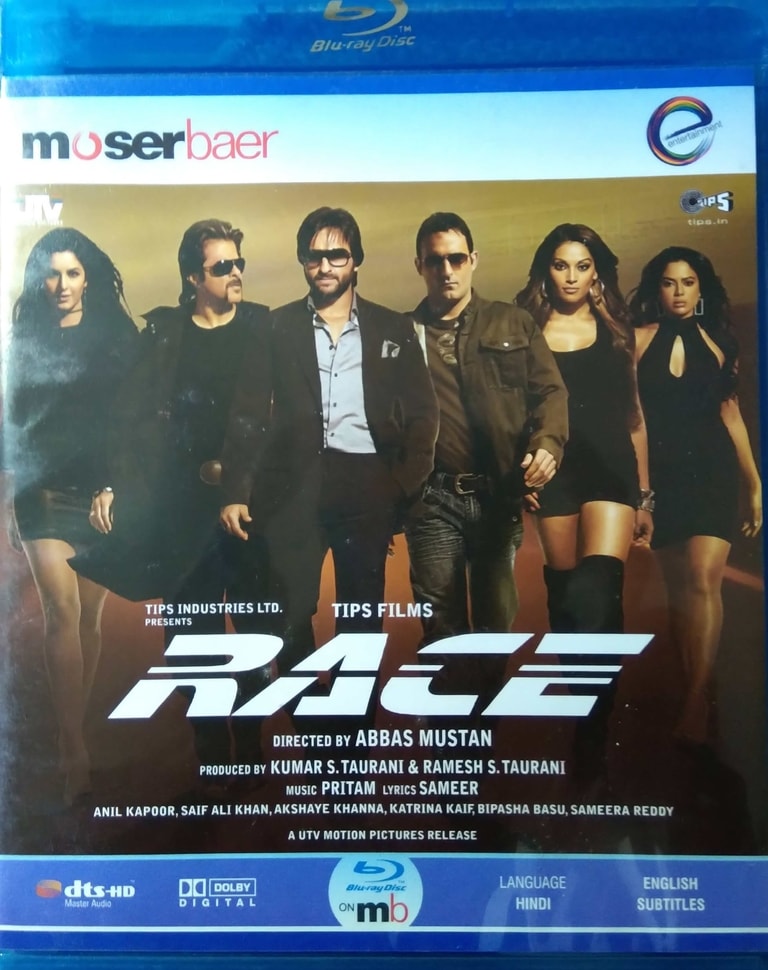 Blu-ray Disc™
moserbaer
entertainment
UTV
TiPS
tips.in
TIPS INDUSTRIES LTD.
PRESENTS
TIPS FILMS
RACE
DIRECTED BY ABBAS MUSTAN
PRODUCED BY KUMAR S.TAURANI & RAMESH S.TAURANI
MUSIC PRITAM LYRICS SAMEER
ANIL KAPOOR, SAIF ALI KHAN, AKSHAYE KHANNA, KATRINA KAIF, BIPASHA BASU, SAMEERA REDDY
A UTV MOTION PICTURES RELEASE
dts-HD
Master Audio
DOLBY
DIGITAL
Blu-ray Disc™
ON mb
LANGUAGE
HINDI
ENGLISH
SUBTITLES